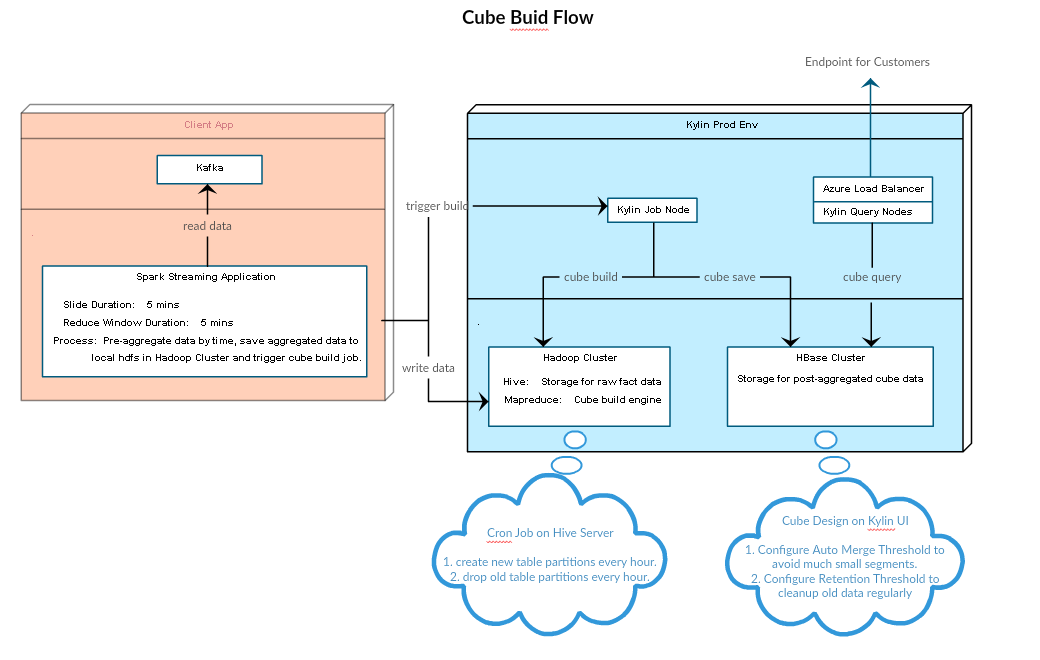 Cube Buid Flow
Endpoint for Customers
Client App
Kafka
read data
Spark Streaming Application
Slide Duration: 5 mins
Reduce Window Duration: 5 mins
Process: Pre-aggregate data by time, save aggregated data to
local hdfs in Hadoop Cluster and trigger cube build job.
trigger build
write data
Kylin Prod Env
Kylin Job Node
Azure Load Balancer
Kylin Query Nodes
cube build
cube save
cube query
Hadoop Cluster
Hive: Storage for raw fact data
Mapreduce: Cube build engine
HBase Cluster
Storage for post-aggregated cube data
Cron Job on Hive Server
1. create new table partitions every hour.
2. drop old table partitions every hour.
Cube Design on Kylin UI
1. Configure Auto Merge Threshold to
avoid much small segments.
2. Configure Retention Threshold to
cleanup old data regularly